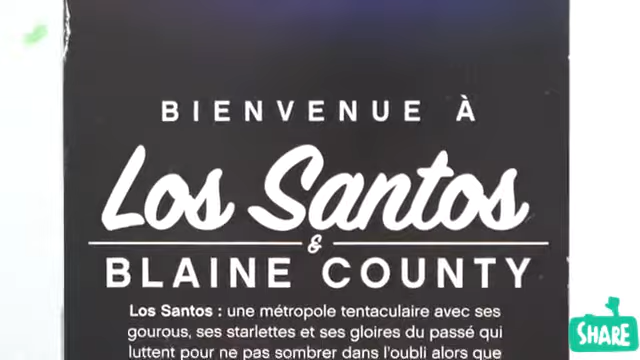 BIENVENUE À
Los Santos
&
BLAINE COUNTY
Los Santos : une métropole tentaculaire avec ses
gourous, ses starlettes et ses gloires du passé qui
luttent pour ne pas sombrer dans l'oubli alors que
SHARE